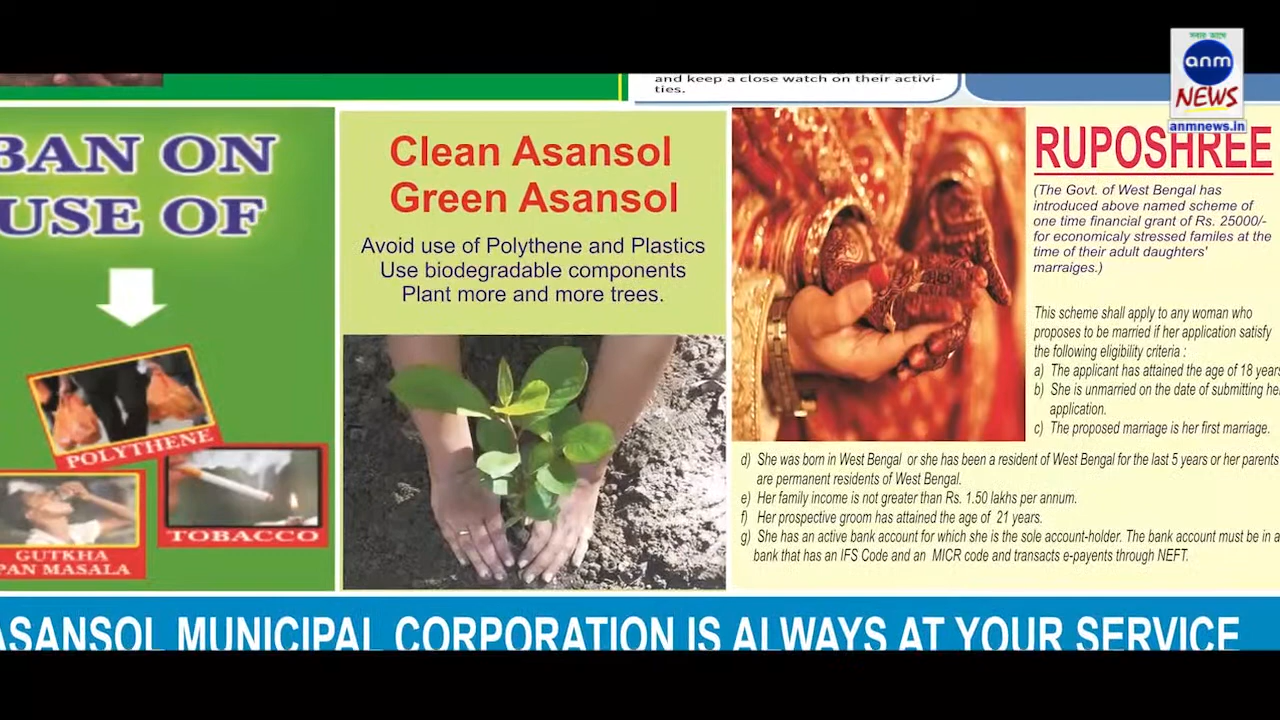 and keep a close watch on their activi-
ties.
সবার আগে
anm
NEWS
anmnews.in
BAN ON
USE OF
POLYTHENE
TOBACCO
GUTKHA
PAN MASALA
Clean Asansol
Green Asansol
Avoid use of Polythene and Plastics
Use biodegradable components
Plant more and more trees.
RUPOSHREE
(The Govt. of West Bengal has
introduced above named scheme of
one time financial grant of Rs. 25000/-
for economicaly stressed familes at the
time of their adult daughters'
marraiges.)
This scheme shall apply to any woman who
proposes to be married if her application satisfy
the following eligibility criteria :
a) The applicant has attained the age of 18 years
b) She is unmarried on the date of submitting he
application.
c) The proposed marriage is her first marriage.
d) She was born in West Bengal or she has been a resident of West Bengal for the last 5 years or her parents
are permanent residents of West Bengal.
e) Her family income is not greater than Rs. 1.50 lakhs per annum.
f) Her prospective groom has attained the age of 21 years.
g) She has an active bank account for which she is the sole account-holder. The bank account must be in a
bank that has an IFS Code and an MICR code and transacts e-payents through NEFT.
ASANSOL MUNICIPAL CORPORATION IS ALWAYS AT YOUR SERVICE